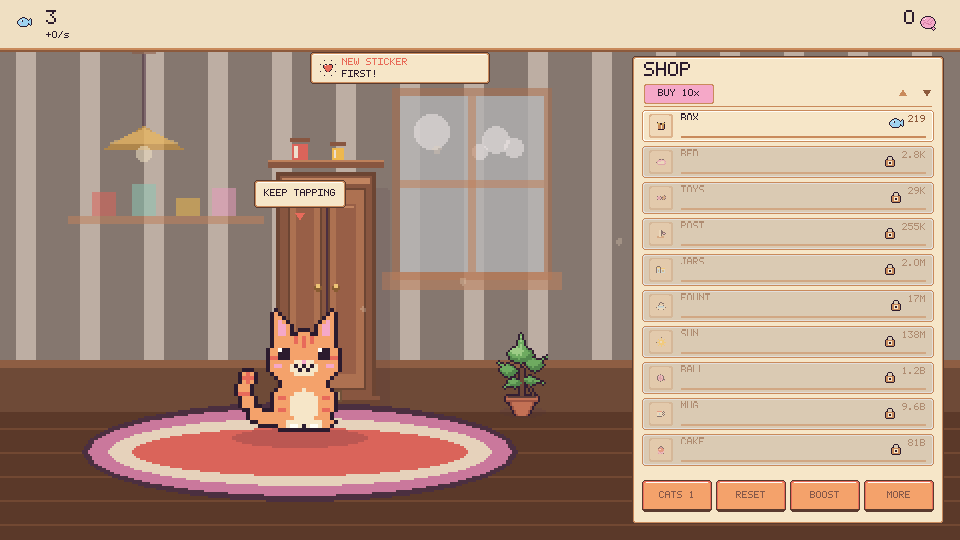 3
+0/s
0
NEW STICKER
FIRST!
KEEP TAPPING
SHOP
BUY 10x
BOX 219
BED 2.8K
TOYS 29K
POST 255K
JARS 2.0M
FOUNT 17M
SUN 138M
BALL 1.2B
MUG 9.6B
CAKE 81B
CATS 1
RESET
BOOST
MORE